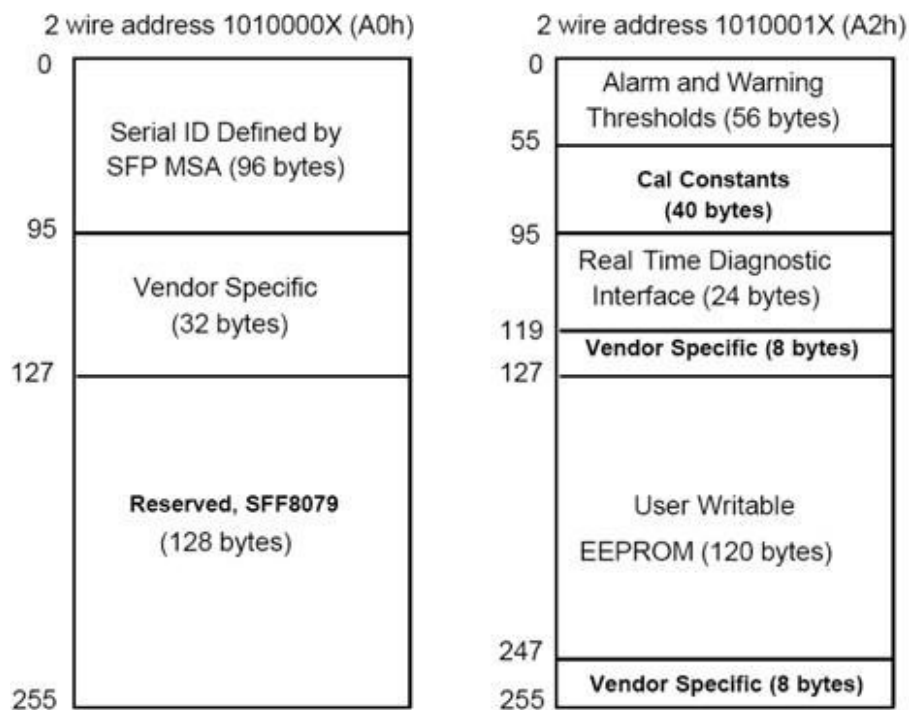 2 wire address 1010000X (A0h)
0
Serial ID Defined by
SFP MSA (96 bytes)
95
Vendor Specific
(32 bytes)
127
Reserved, SFF8079
(128 bytes)
255
2 wire address 1010001X (A2h)
0
Alarm and Warning
Thresholds (56 bytes)
55
Cal Constants
(40 bytes)
95
Real Time Diagnostic
Interface (24 bytes)
119
Vendor Specific (8 bytes)
127
User Writable
EEPROM (120 bytes)
247
Vendor Specific (8 bytes)
255